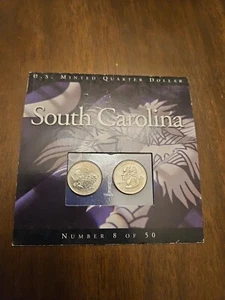 U.S. Minted Quarter Dollar
South Carolina
Number 8 of 50